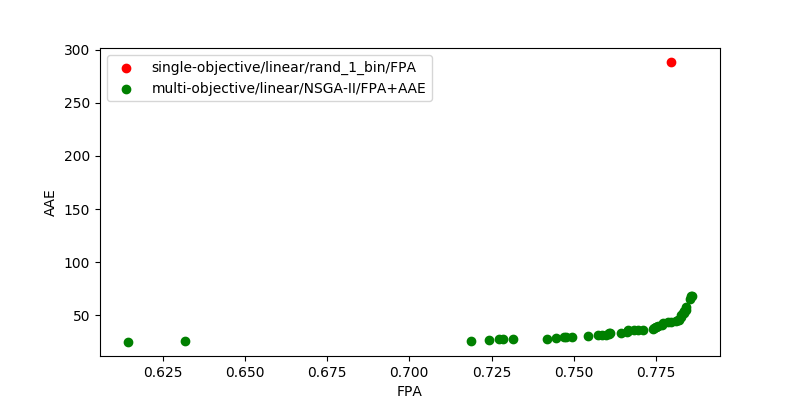 300
250
200
150
100
50
AAE
single-objective/linear/rand_1_bin/FPA
multi-objective/linear/NSGA-II/FPA+AAE
0.625 0.650 0.675 0.700 0.725 0.750 0.775
FPA